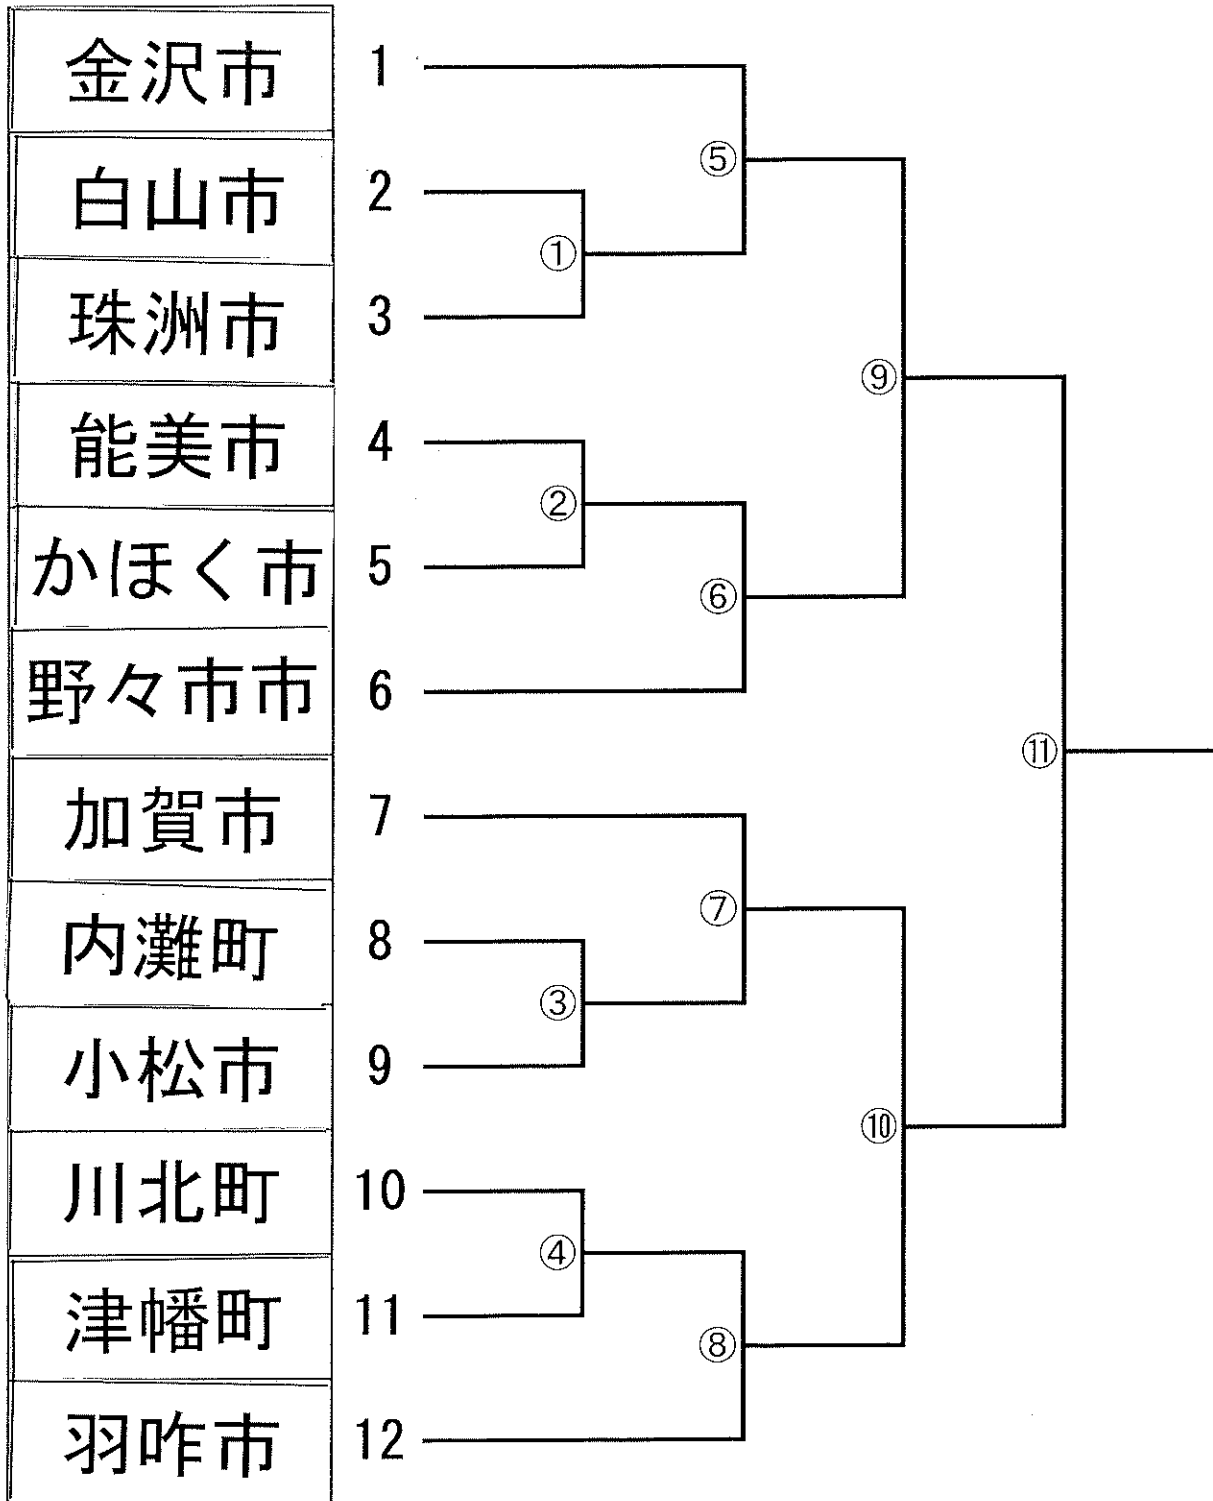 金沢市 1
⑤
白山市 2
①
珠洲市 3
⑨
能美市 4
②
かほく市 5
⑥
野々市市 6
⑪
加賀市 7
⑦
内灘町 8
③
小松市 9
⑩
川北町 10
④
津幡町 11
⑧
羽咋市 12